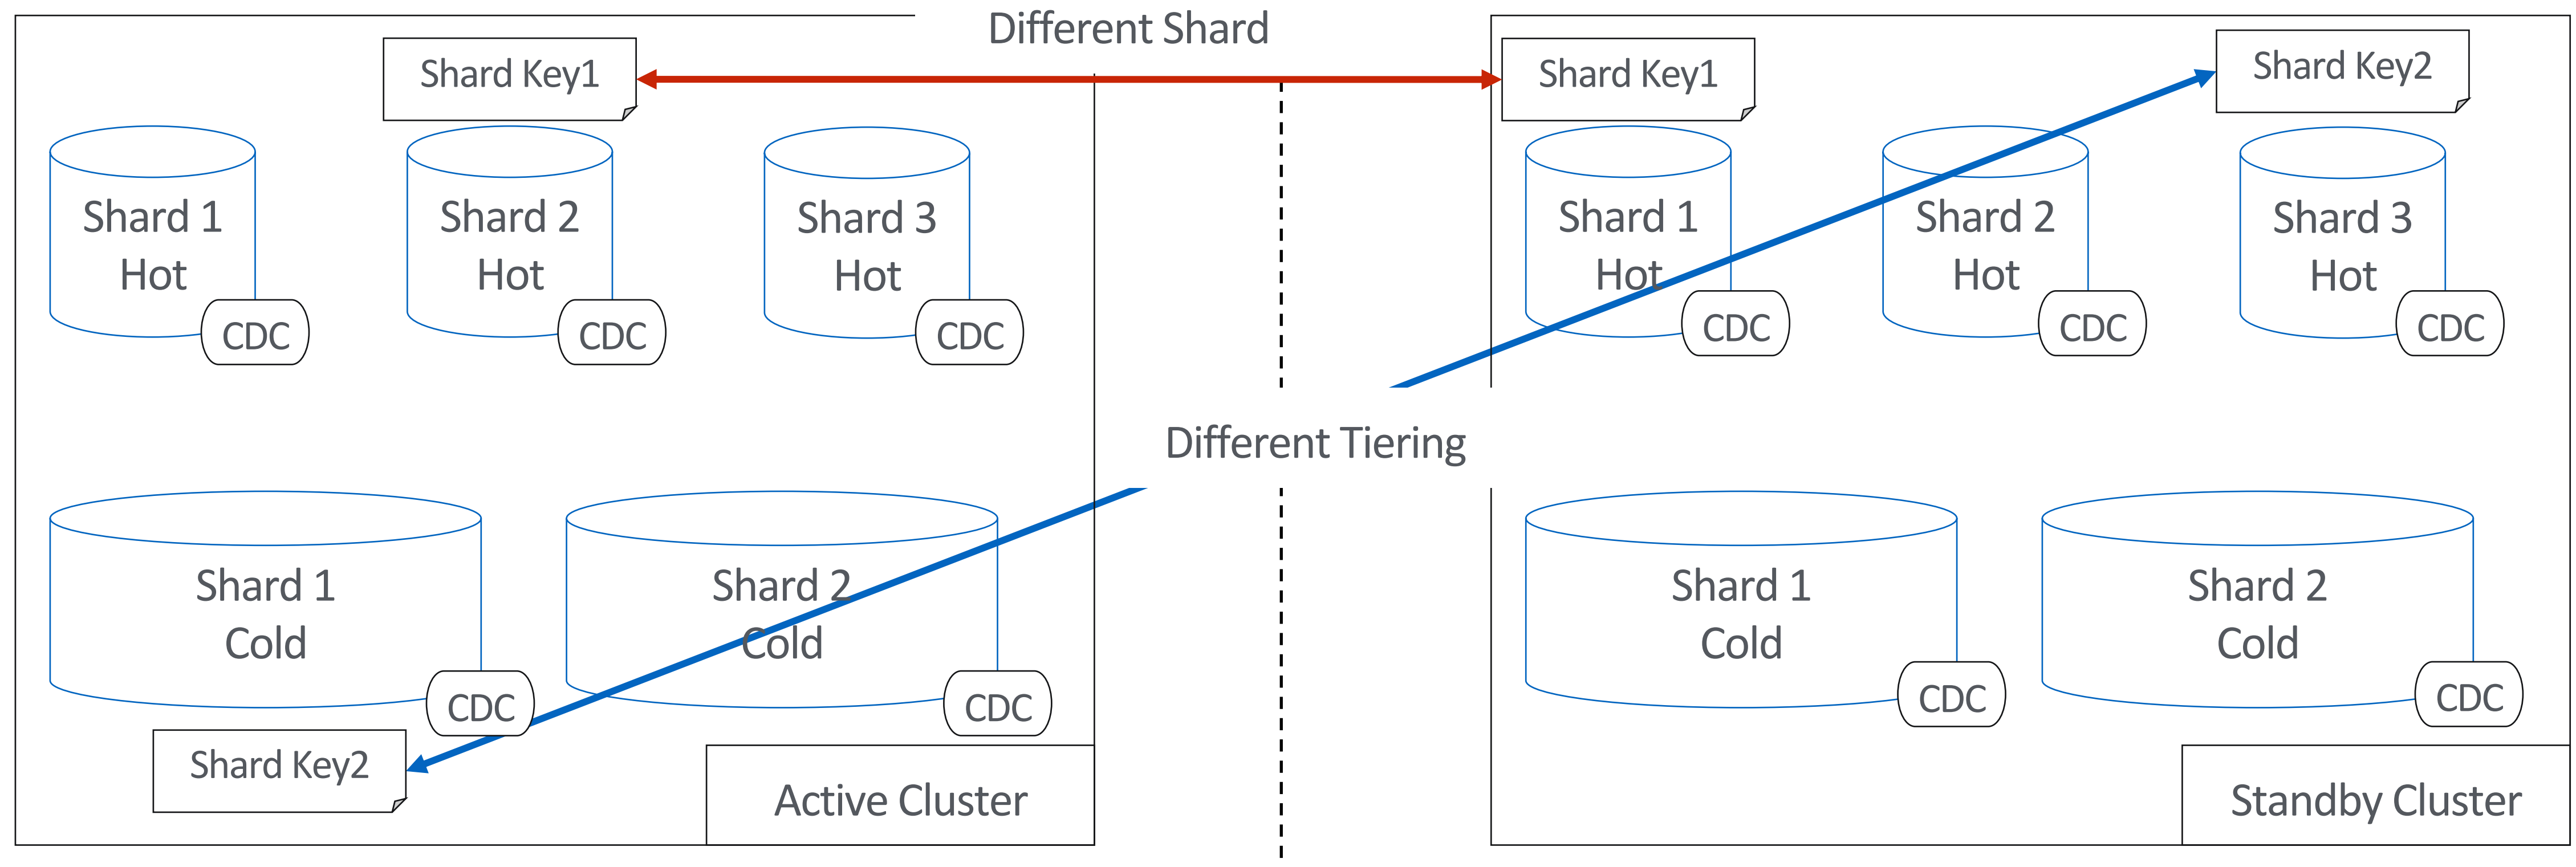 Different Shard
Shard Key1
Shard 1
Hot
CDC
Shard 2
Hot
CDC
Shard 3
Hot
CDC
Shard 1
Cold
CDC
Shard 2
Cold
CDC
Shard Key2
Active Cluster
Different Tiering
Shard Key1
Shard Key2
Shard 1
Hot
CDC
Shard 2
Hot
CDC
Shard 3
Hot
CDC
Shard 1
Cold
CDC
Shard 2
Cold
CDC
Standby Cluster